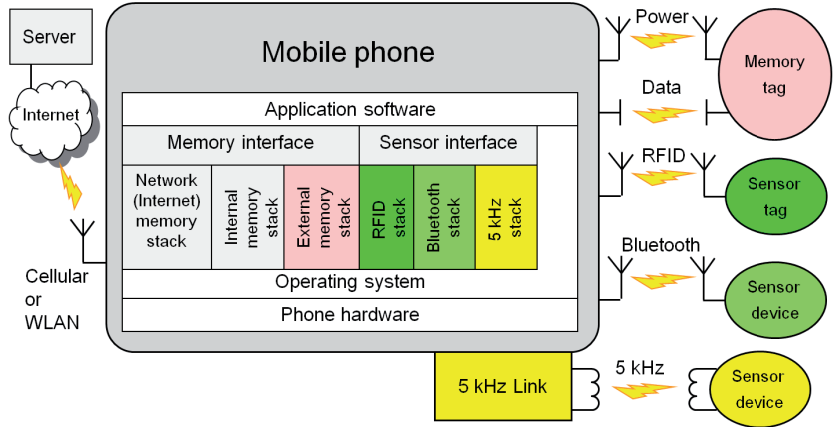 Server
Internet
Cellular
or
WLAN
Mobile phone
Application software
Memory interface
Sensor interface
Network
(Internet)
memory
stack
Internal
memory
stack
External
memory
stack
RFID
stack
Bluetooth
stack
5 kHz
stack
Operating system
Phone hardware
5 kHz Link
Power
Data
Memory
tag
RFID
Sensor
tag
Bluetooth
Sensor
device
5 kHz
Sensor
device